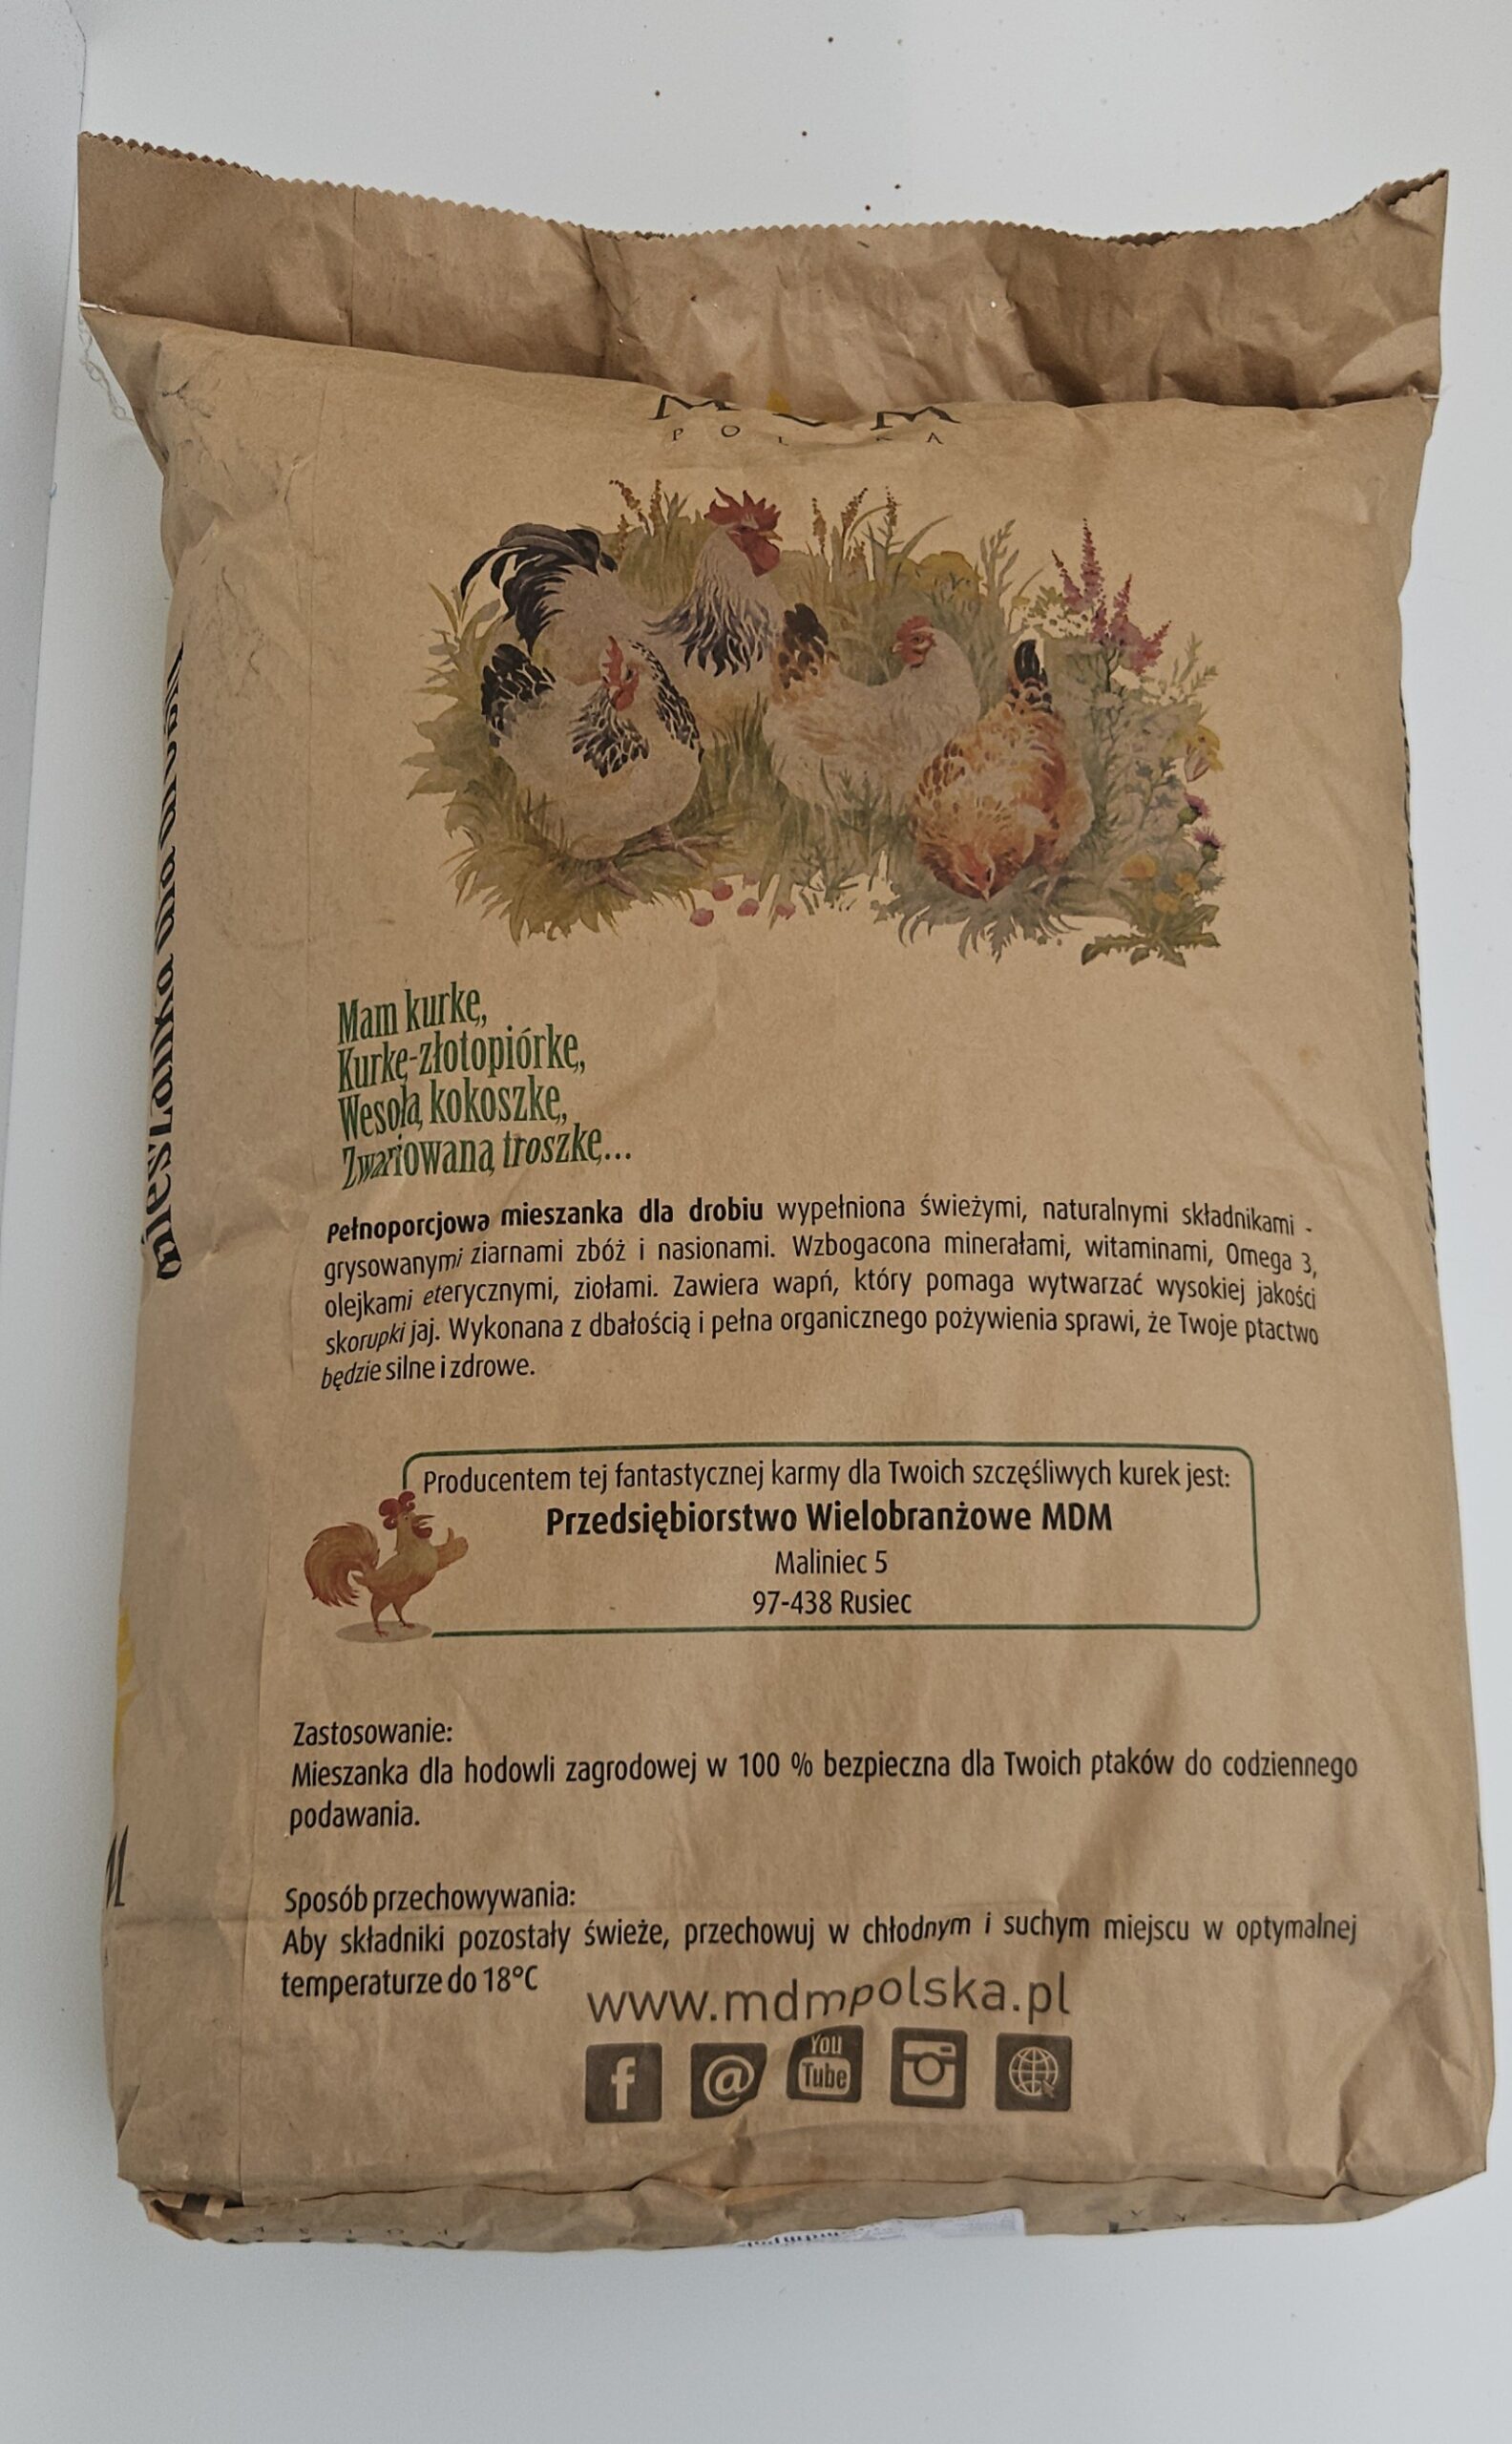 POLKA
Mam kurkę,
Kurkę-złotopiórkę,
Wesołą kokoszkę,
Zwariowaną troszkę...
Pełnoporcjowa mieszanka dla drobiu wypełniona świeżymi, naturalnymi składnikami -
grysowanymi ziarnami zbóż i nasionami. Wzbogacona minerałami, witaminami, Omega 3,
olejkami eterycznymi, ziołami. Zawiera wapń, który pomaga wytwarzać wysokiej jakości
skorupki jaj. Wykonana z dbałością i pełna organicznego pożywienia sprawi, że Twoje ptactwo
będzie silne i zdrowe.
Producentem tej fantastycznej karmy dla Twoich szczęśliwych kurek jest:
Przedsiębiorstwo Wielobranżowe MDM
Maliniec 5
97-438 Rusiec
Zastosowanie:
Mieszanka dla hodowli zagrodowej w 100 % bezpieczna dla Twoich ptaków do codziennego
podawania.
Sposób przechowywania:
Aby składniki pozostały świeże, przechowuj w chłodnym i suchym miejscu w optymalnej
temperaturze do 18°C
www.mdmpolska.pl
f @ You Tube